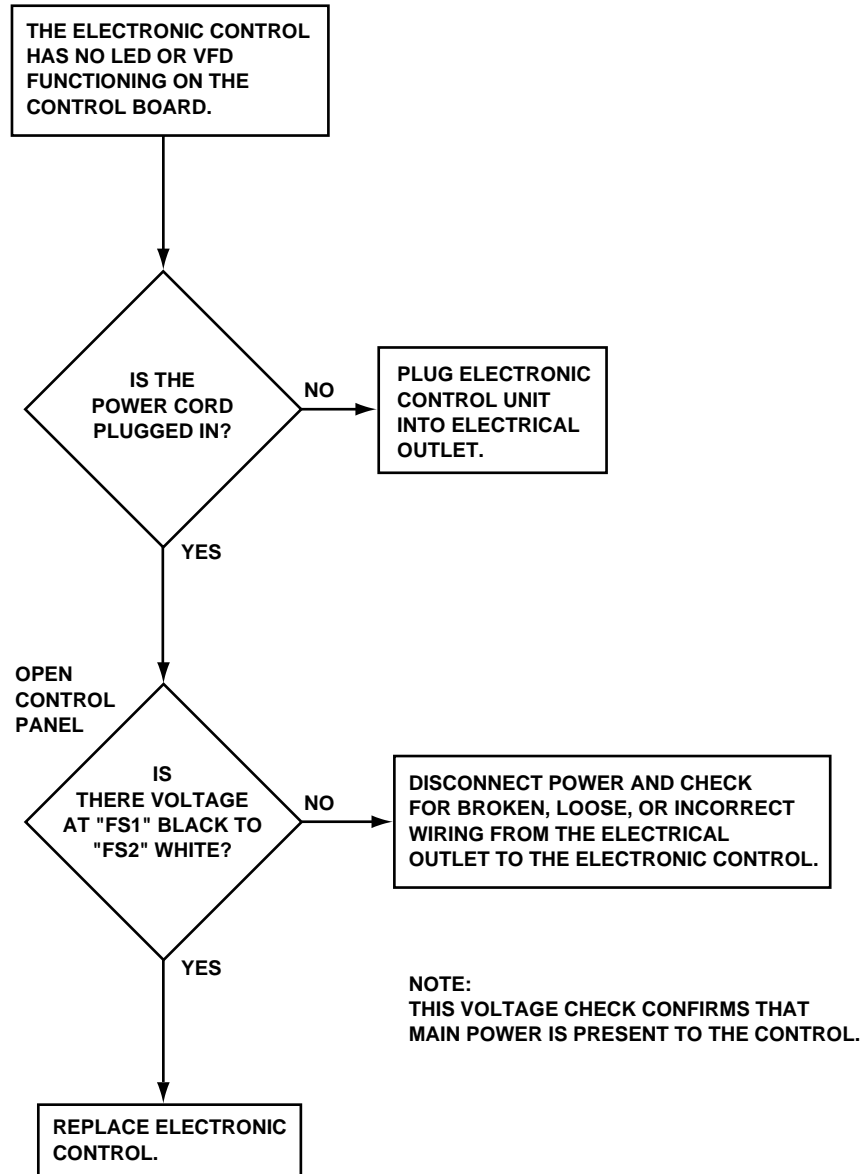 THE ELECTRONIC CONTROL
HAS NO LED OR VFD
FUNCTIONING ON THE
CONTROL BOARD.
IS THE
POWER CORD
PLUGGED IN?
NO
PLUG ELECTRONIC
CONTROL UNIT
INTO ELECTRICAL
OUTLET.
YES
OPEN
CONTROL
PANEL
IS
THERE VOLTAGE
AT "FS1" BLACK TO
"FS2" WHITE?
NO
DISCONNECT POWER AND CHECK
FOR BROKEN, LOOSE, OR INCORRECT
WIRING FROM THE ELECTRICAL
OUTLET TO THE ELECTRONIC CONTROL.
YES
NOTE:
THIS VOLTAGE CHECK CONFIRMS THAT
MAIN POWER IS PRESENT TO THE CONTROL.
REPLACE ELECTRONIC
CONTROL.